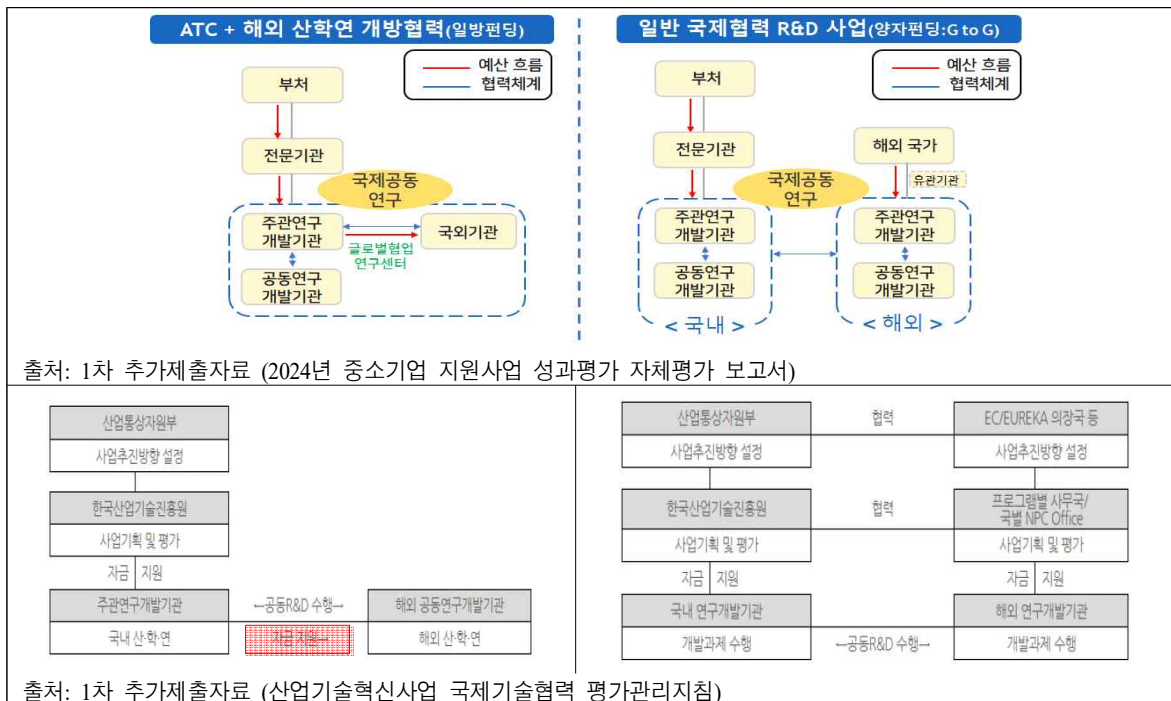 ATC + 해외 산학연 개방협력(일방펀딩)
예산 흐름
협력체계
부처
전문기관
국제공동
연구
주관연구
개발기관
국외기관
글로벌협업
연구센터
공동연구
개발기관
일반 국제협력 R&D 사업(양자펀딩:G to G)
예산 흐름
협력체계
부처
전문기관
해외 국가
유관기관
국제공동
연구
주관연구
개발기관
주관연구
개발기관
공동연구
개발기관
공동연구
개발기관
< 국내 >
< 해외 >
출처: 1차 추가제출자료 (2024년 중소기업 지원사업 성과평가 자체평가 보고서)
산업통상자원부
사업추진방향 설정
한국산업기술진흥원
사업기획 및 평가
자금 지원
주관연구개발기관 ←공동R&D 수행→ 해외 공동연구개발기관
국내 산·학·연 자금 지원→ 해외 산·학·연
산업통상자원부 협력 EC/EUREKA 의장국 등
사업추진방향 설정 사업추진방향 설정
한국산업기술진흥원 협력 프로그램별 사무국/
국별 NPC Office
사업기획 및 평가 사업기획 및 평가
자금 지원 자금 지원
국내 연구개발기관 해외 연구개발기관
개발과제 수행 ←공동R&D 수행→ 개발과제 수행
출처: 1차 추가제출자료 (산업기술혁신사업 국제기술협력 평가관리지침)